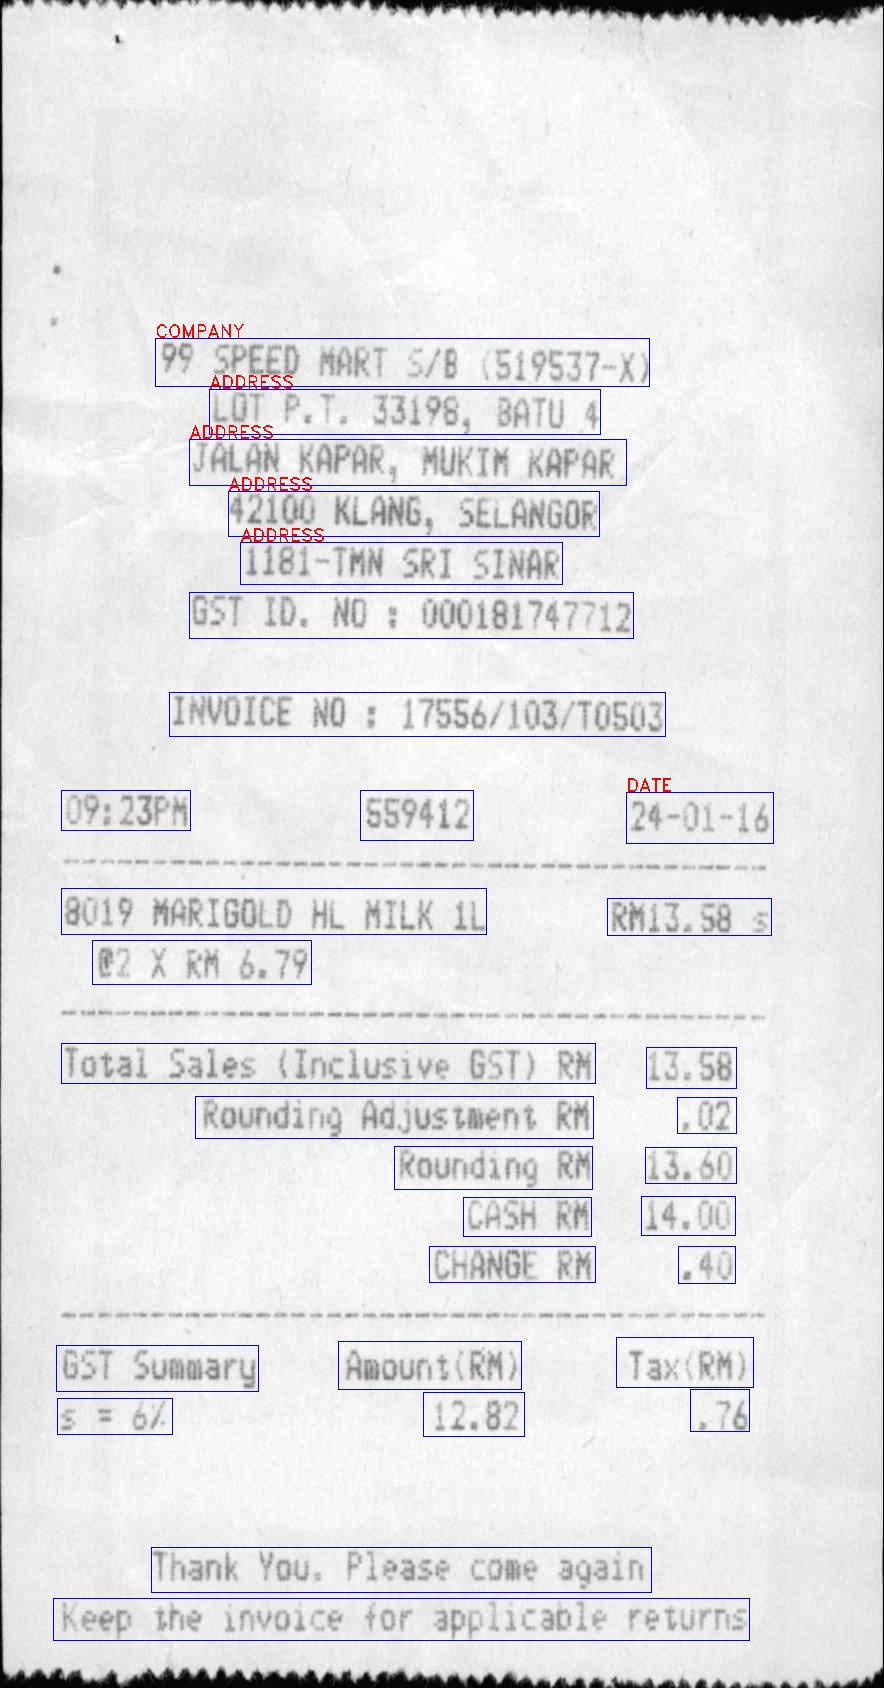 COMPANY
99 SPEED MART S/B (519537-X)
ADDRESS
LOT P.T. 33198, BATU 4
ADDRESS
JALAN KAPAR, MUKIM KAPAR
ADDRESS
42100 KLANG, SELANGOR
ADDRESS
1181-TMN SRI SINAR
GST ID. NO : 000181747712
INVOICE NO : 17556/103/T0503
DATE
09:23PM 559412 24-01-16
8019 MARIGOLD HL MILK 1L RM13.58 s
@2 X RM 6.79
Total Sales (Inclusive GST) RM 13.58
Rounding Adjustment RM .02
Rounding RM 13.60
CASH RM 14.00
CHANGE RM .40
GST Summary Amount(RM) Tax(RM)
s = 6% 12.82 .76
Thank You. Please come again
Keep the invoice for applicable returns